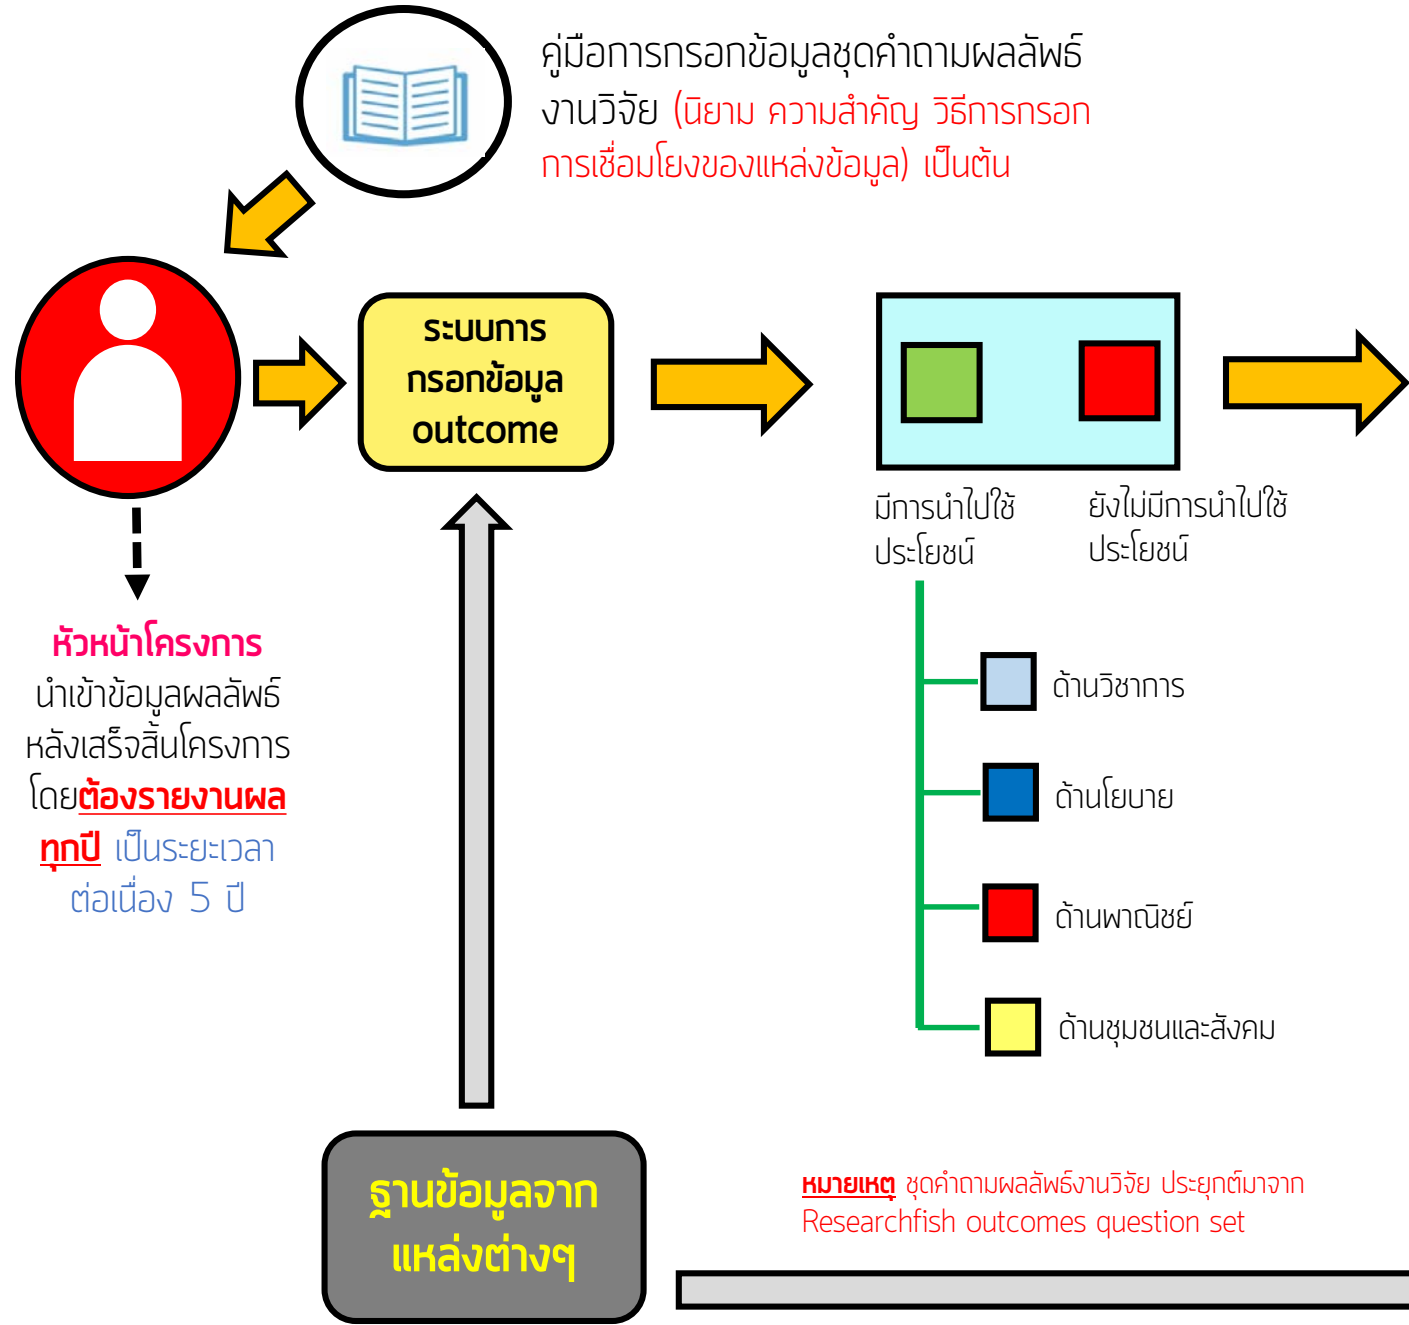 คู่มือการกรอกข้อมูลชุดคำถามผลลัพธ์
งานวิจัย (นิยาม ความสำคัญ วิธีการกรอก
การเชื่อมโยงของแหล่งข้อมูล) เป็นต้น
ระบบการ
กรอกข้อมูล
outcome
มีการนำไปใช้
ประโยชน์
ยังไม่มีการนำไปใช้
ประโยชน์
หัวหน้าโครงการ
นำเข้าข้อมูลผลลัพธ์
หลังเสร็จสิ้นโครงการ
โดยต้องรายงานผล
ทุกปี เป็นระยะเวลา
ต่อเนื่อง 5 ปี
ด้านวิชาการ
ด้านโยบาย
ด้านพาณิชย์
ด้านชุมชนและสังคม
ฐานข้อมูลจาก
แหล่งต่างๆ
หมายเหตุ ชุดคำถามผลลัพธ์งานวิจัย ประยุกต์มาจาก
Researchfish outcomes question set